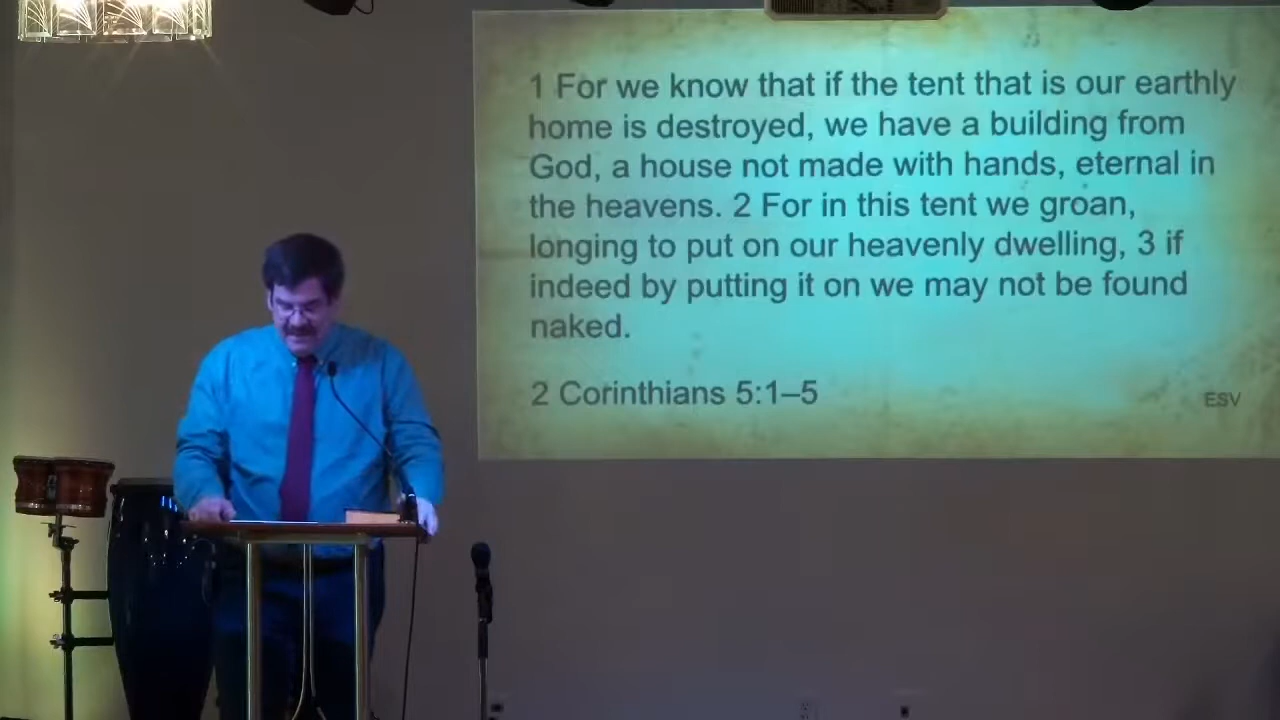 1 For we know that if the tent that is our earthly
home is destroyed, we have a building from
God, a house not made with hands, eternal in
the heavens. 2 For in this tent we groan,
longing to put on our heavenly dwelling, 3 if
indeed by putting it on we may not be found
naked.
2 Corinthians 5:1–5
ESV